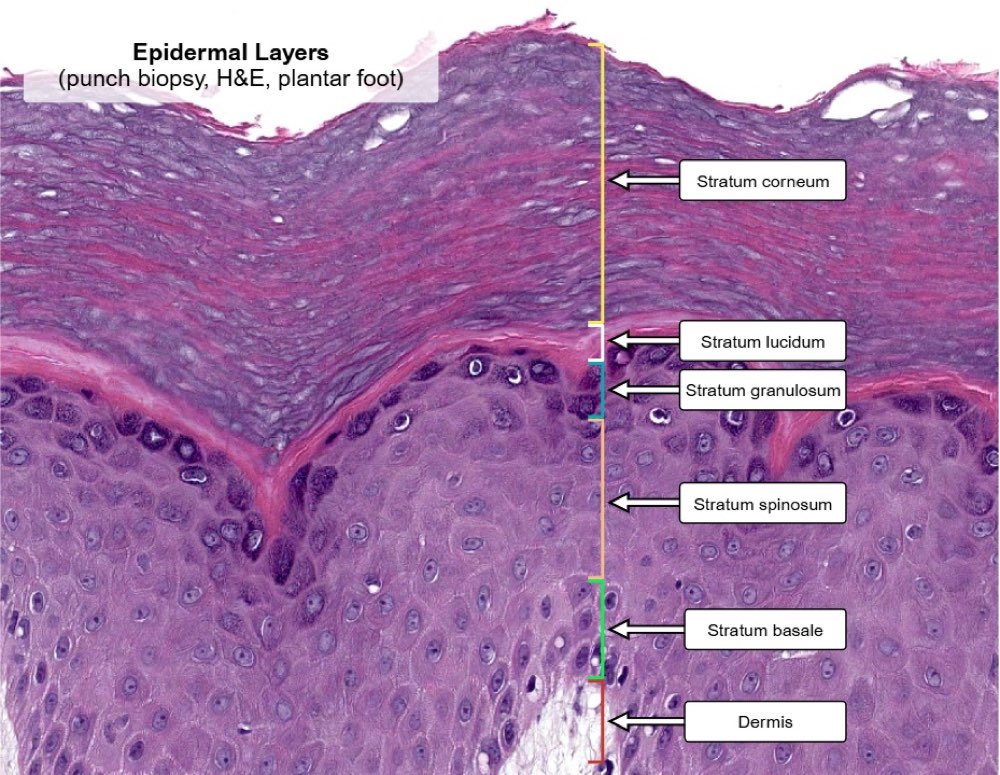 Epidermal Layers
(punch biopsy, H&E, plantar foot)
Stratum corneum
Stratum lucidum
Stratum granulosum
Stratum spinosum
Stratum basale
Dermis